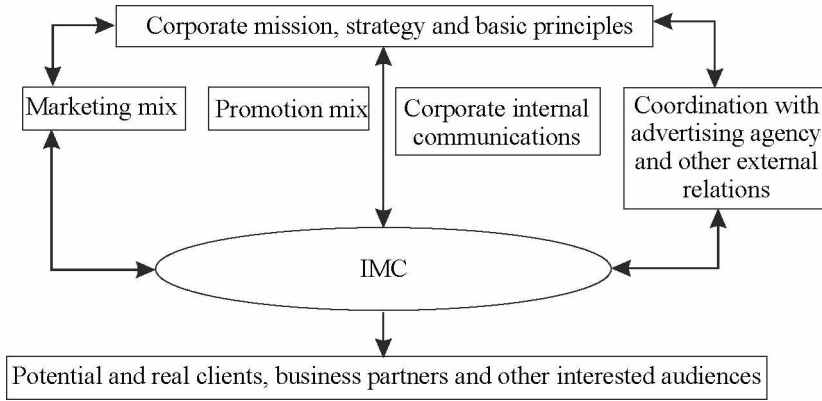 Corporate mission, strategy and basic principles
Marketing mix
Promotion mix
Corporate internal
communications
Coordination with
advertising agency
and other external
relations
IMC
Potential and real clients, business partners and other interested audiences